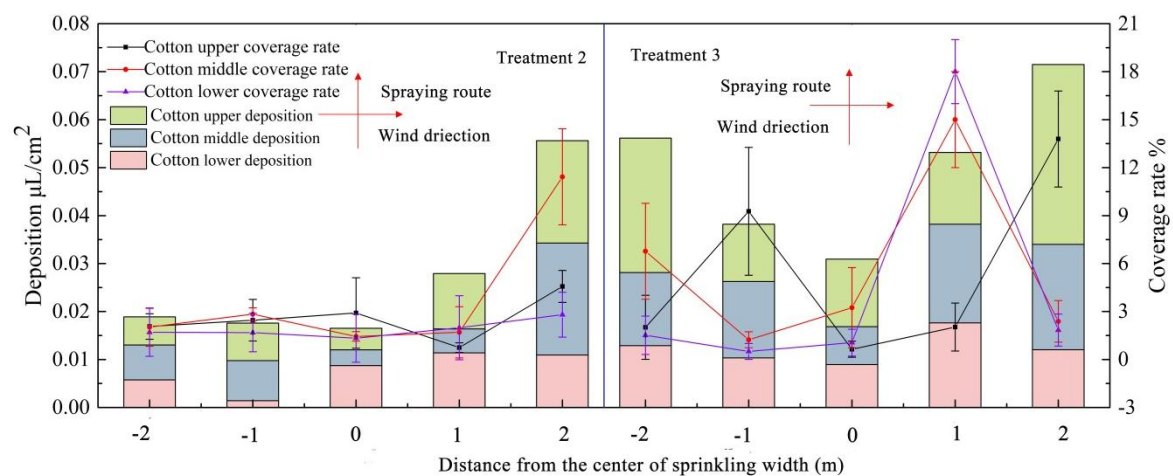 0.08
0.07
0.06
0.05
0.04
0.03
0.02
0.01
0.00
Deposition μL/cm²
Cotton upper coverage rate
Cotton middle coverage rate
Cotton lower coverage rate
Cotton upper deposition
Cotton middle deposition
Cotton lower deposition
Treatment 2
Spraying route
Wind driection
Treatment 3
Spraying route
Wind driection
21
18
15
12
9
6
3
0
-3
Coverage rate %
-2 -1 0 1 2 -2 -1 0 1 2
Distance from the center of sprinkling width (m)